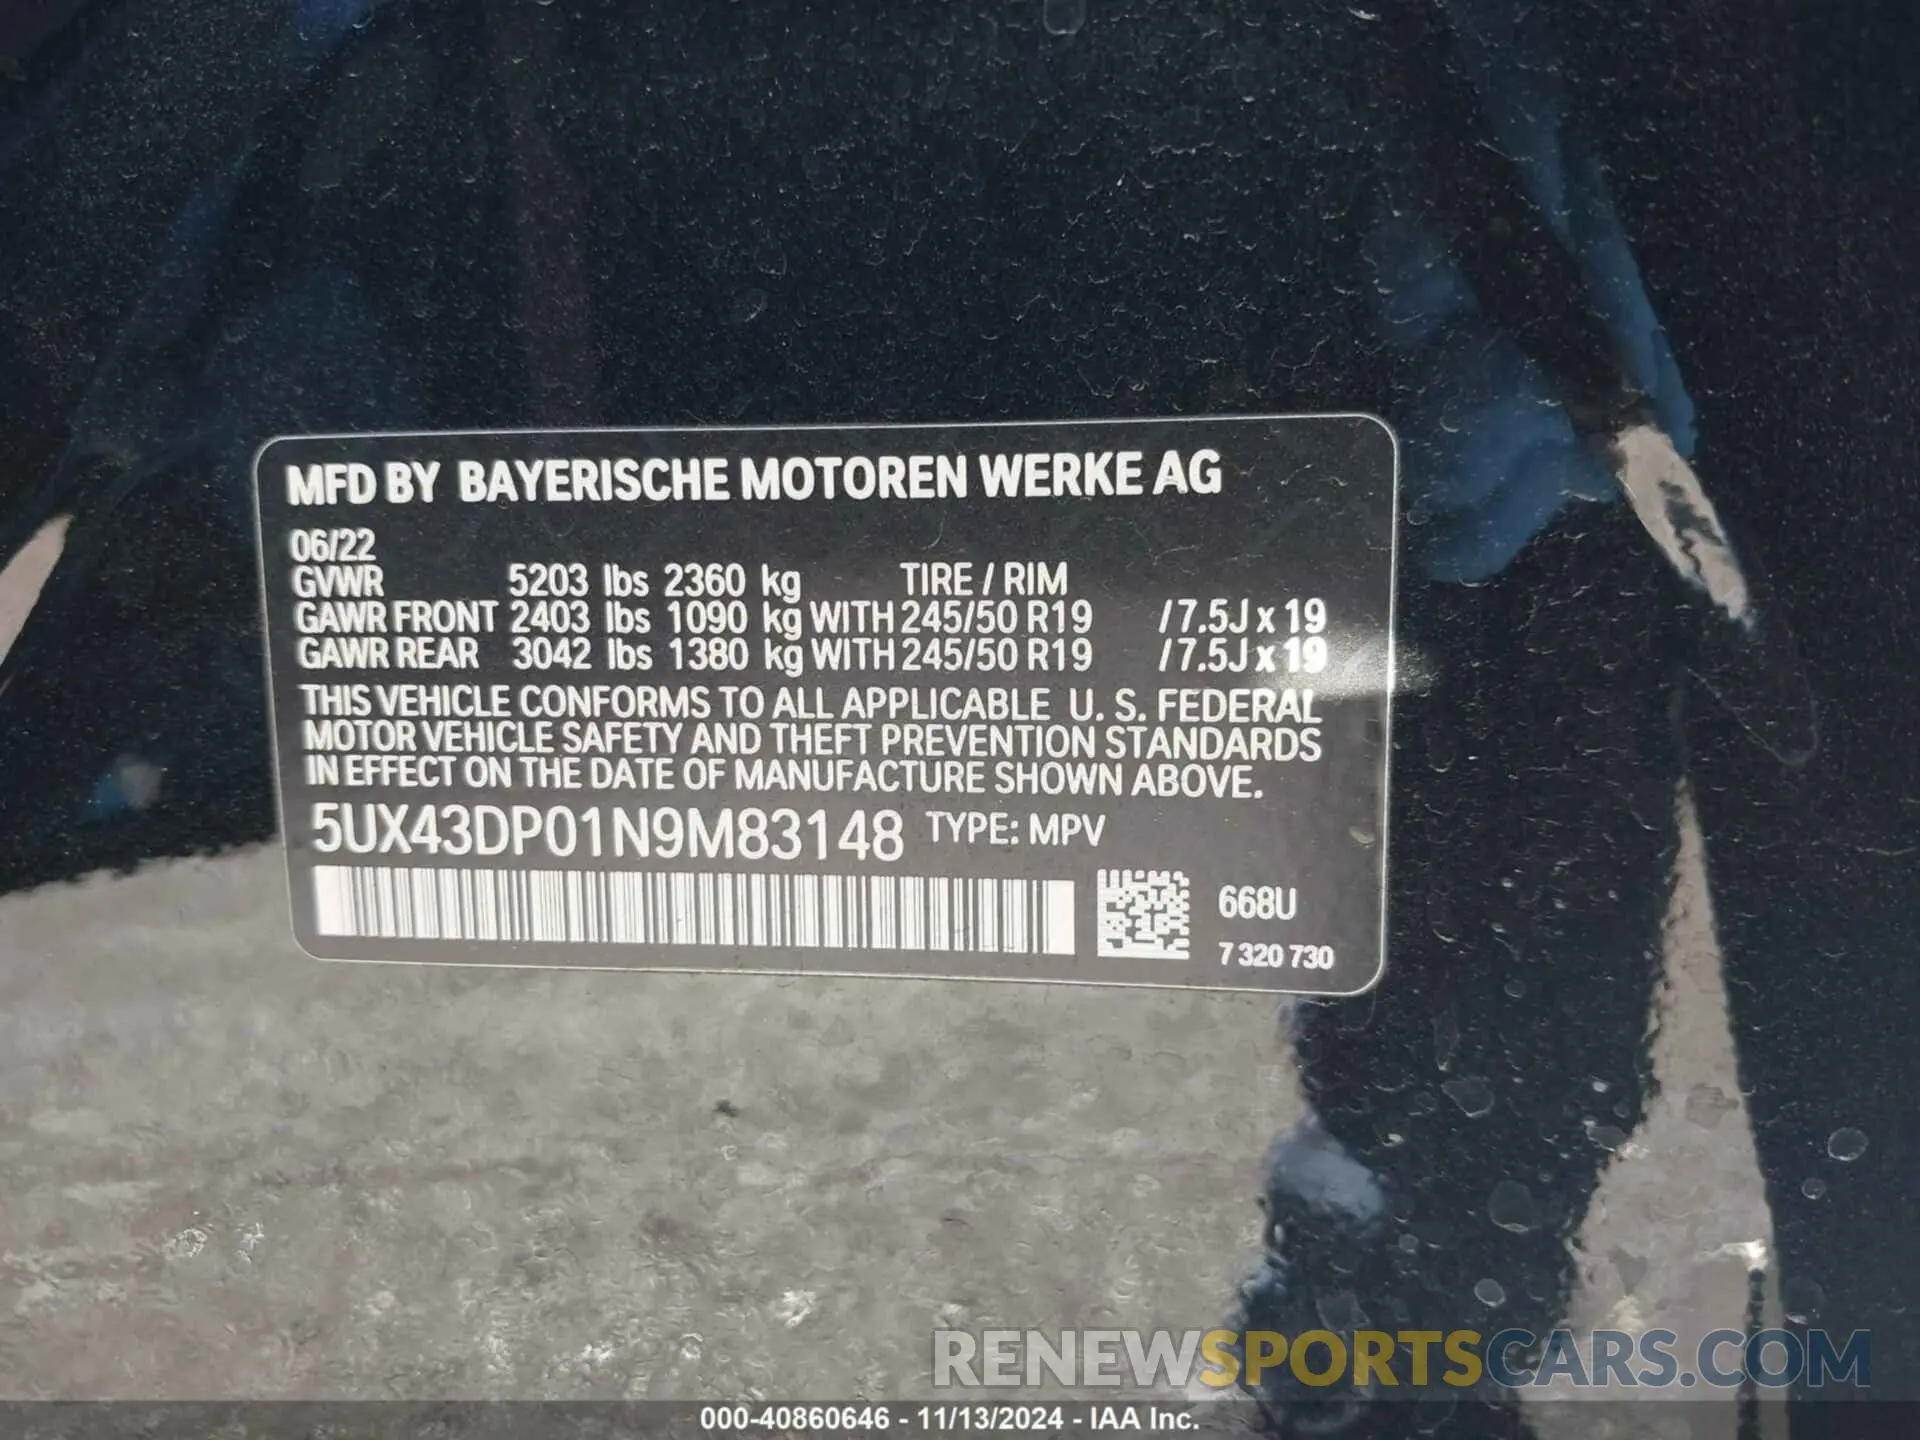 MFD BY BAYERISCHE MOTOREN WERKE AG
06/22
GVWR 5203 lbs 2360 kg TIRE / RIM
GAWR FRONT 2403 lbs 1090 kg WITH 245/50 R19 /7.5J x 19
GAWR REAR 3042 lbs 1380 kg WITH 245/50 R19 /7.5J x 19
THIS VEHICLE CONFORMS TO ALL APPLICABLE U. S. FEDERAL
MOTOR VEHICLE SAFETY AND THEFT PREVENTION STANDARDS
IN EFFECT ON THE DATE OF MANUFACTURE SHOWN ABOVE.
5UX43DP01N9M83148 TYPE: MPV
668U
7 320 730
RENEWSPORTSCARS.COM
000-40860646 - 11/13/2024 - IAA Inc.